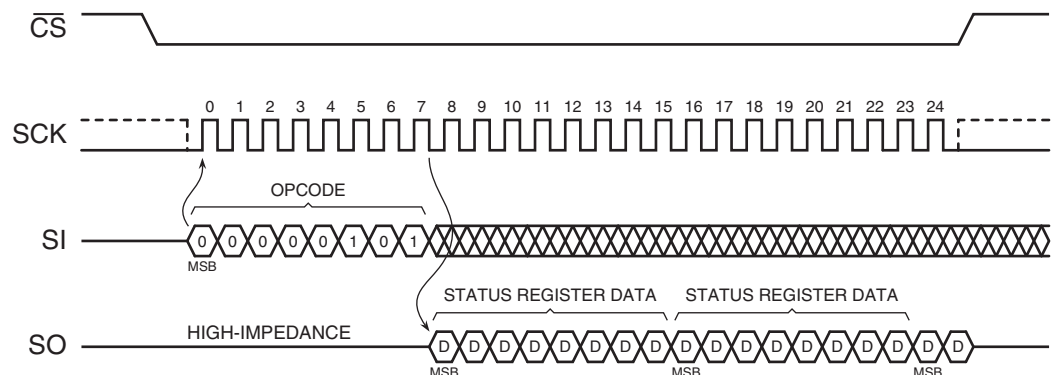 CS
SCK 0 1 2 3 4 5 6 7 8 9 10 11 12 13 14 15 16 17 18 19 20 21 22 23 24
OPCODE
SI 0 0 0 0 0 1 0 1
MSB
STATUS REGISTER DATA STATUS REGISTER DATA
SO HIGH-IMPEDANCE D D D D D D D D D D D D D D D D D D
MSB MSB MSB